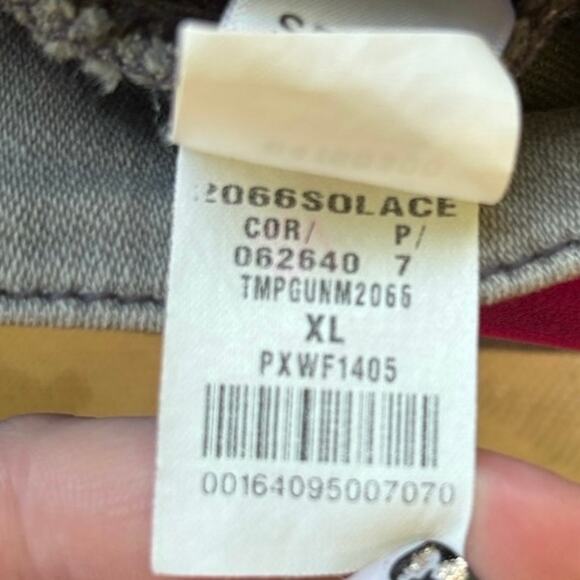 2066SOLACE
COR/ P/
062640 7
TMPGUNM2066
XL
PXWF1405
00164095007070